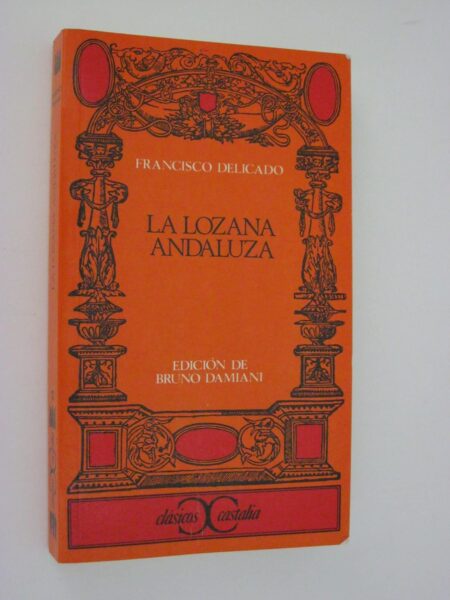 FRANCISCO DELICADO
LA LOZANA
ANDALUZA
EDICIÓN DE
BRUNO DAMIANI
clásicos castalia